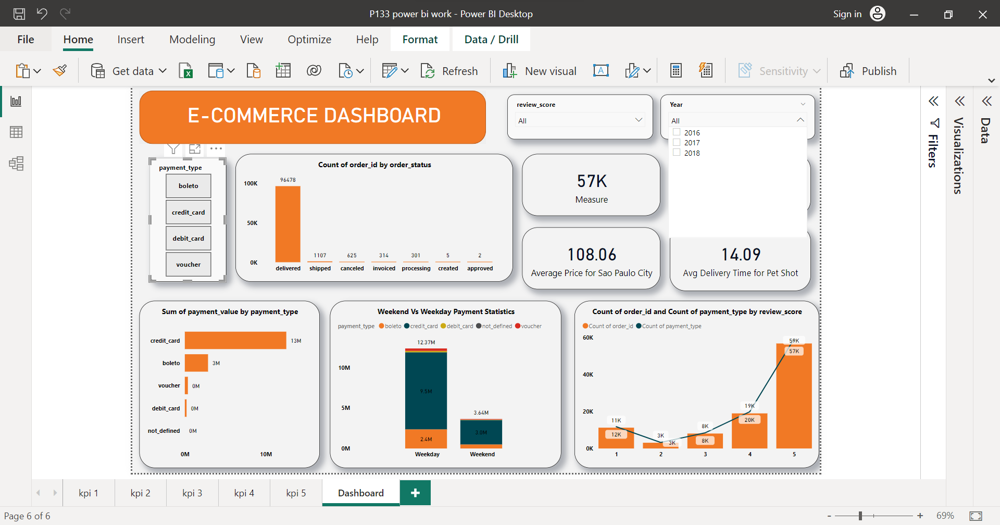 P133 power bi work - Power BI Desktop
Sign in
File Home Insert Modeling View Optimize Help Format Data / Drill
Get data Refresh New visual Sensitivity Publish
E-COMMERCE DASHBOARD
review_score
All
Year
All
2016
2017
2018
payment_type
boleto
credit_card
debit_card
voucher
Count of order_id by order_status
100K
50K
0K
96478 1107 625 314 301 5 2
delivered shipped canceled invoiced processing created approved
57K
Measure
108.06
Average Price for Sao Paulo City
14.09
Avg Delivery Time for Pet Shot
Sum of payment_value by payment_type
credit_card 13M
boleto 3M
voucher 0M
debit_card 0M
not_defined 0M
0M 10M
Weekend Vs Weekday Payment Statistics
payment_type boleto credit_card debit_card not_defined voucher
12.37M
10M
9.5M
5M
3.64M
3.0M
2.4M
0M
Weekday Weekend
Count of order_id and Count of payment_type by review_score
Count of order_id Count of payment_type
60K
59K
57K
40K
20K
19K
20K
11K
12K
3K
3K
8K
8K
0K
1 2 3 4 5
Filters
Visualizations
Data
kpi 1 kpi 2 kpi 3 kpi 4 kpi 5 Dashboard +
Page 6 of 6
- + 69%